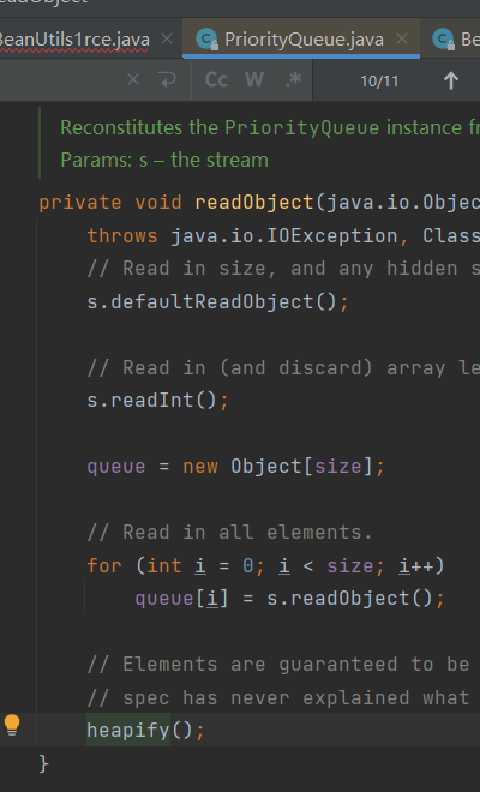 readObject
BeanUtils1rce.java × PriorityQueue.java × Be
× Cc W .* 10/11 ↑
Reconstitutes the PriorityQueue instance fr
Params: s – the stream
private void readObject(java.io.Objec
throws java.io.IOException, Class
// Read in size, and any hidden s
s.defaultReadObject();
// Read in (and discard) array le
s.readInt();
queue = new Object[size];
// Read in all elements.
for (int i = 0; i < size; i++)
queue[i] = s.readObject();
// Elements are guaranteed to be
// spec has never explained what
heapify();
}